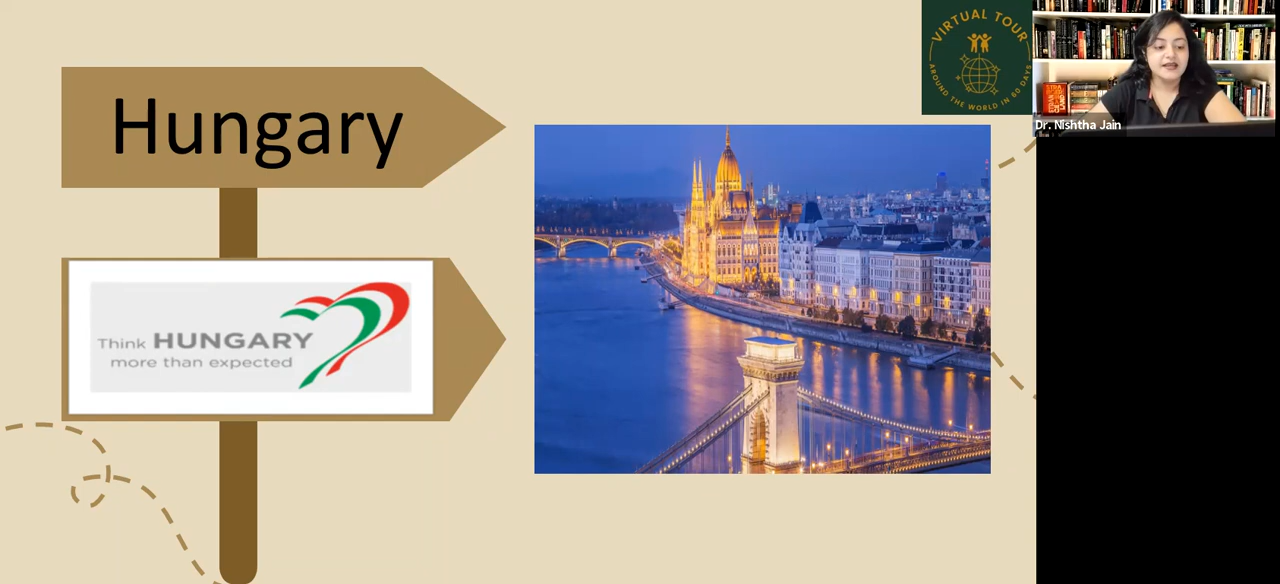 Hungary
Think HUNGARY
more than expected
VIRTUAL TOUR
AROUND THE WORLD IN 60 DAYS
Dr. Nishtha Jain